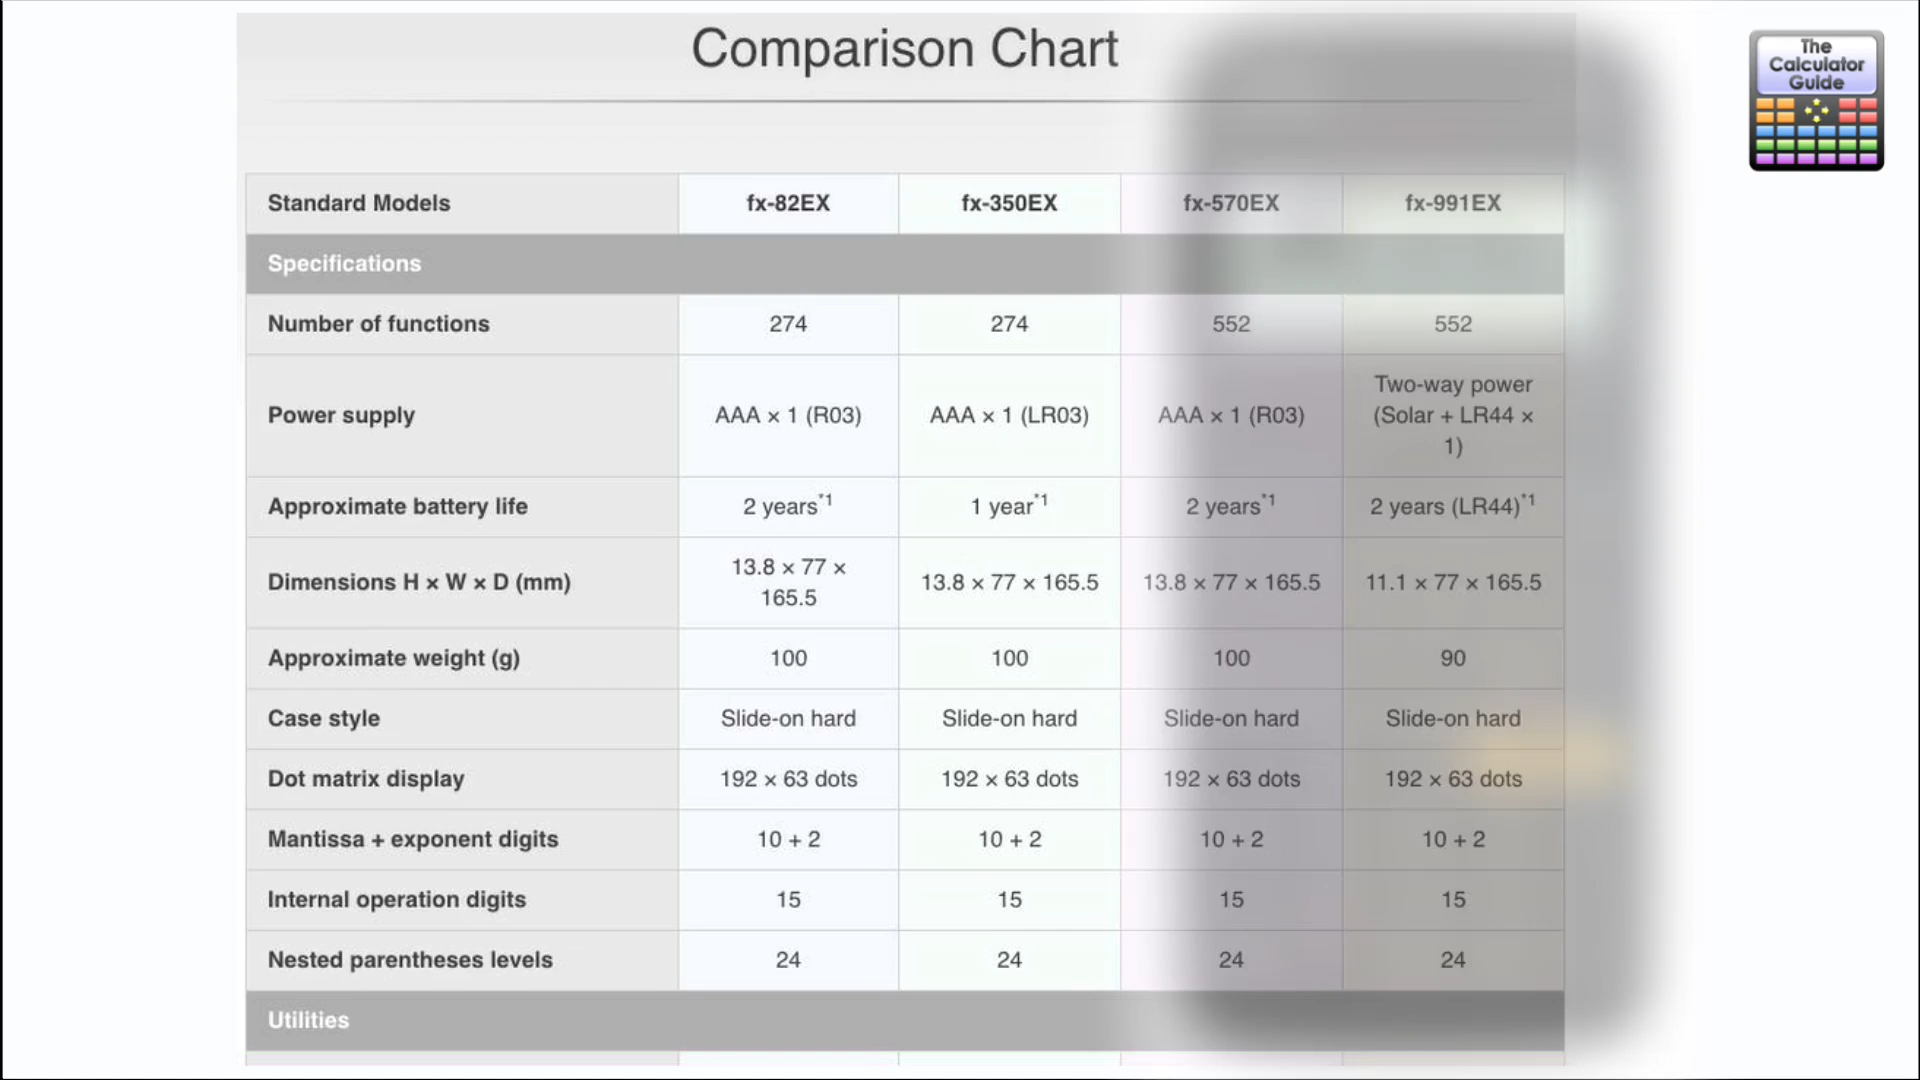 Comparison Chart
The
Calculator
Guide
Standard Models fx-82EX fx-350EX fx-570EX fx-991EX
Specifications
Number of functions 274 274 552 552
Power supply AAA × 1 (R03) AAA × 1 (LR03) AAA × 1 (R03) Two-way power
(Solar + LR44 ×
1)
Approximate battery life 2 years*1 1 year*1 2 years*1 2 years (LR44)*1
Dimensions H × W × D (mm) 13.8 × 77 ×
165.5 13.8 × 77 × 165.5 13.8 × 77 × 165.5 11.1 × 77 × 165.5
Approximate weight (g) 100 100 100 90
Case style Slide-on hard Slide-on hard Slide-on hard Slide-on hard
Dot matrix display 192 × 63 dots 192 × 63 dots 192 × 63 dots 192 × 63 dots
Mantissa + exponent digits 10 + 2 10 + 2 10 + 2 10 + 2
Internal operation digits 15 15 15 15
Nested parentheses levels 24 24 24 24
Utilities